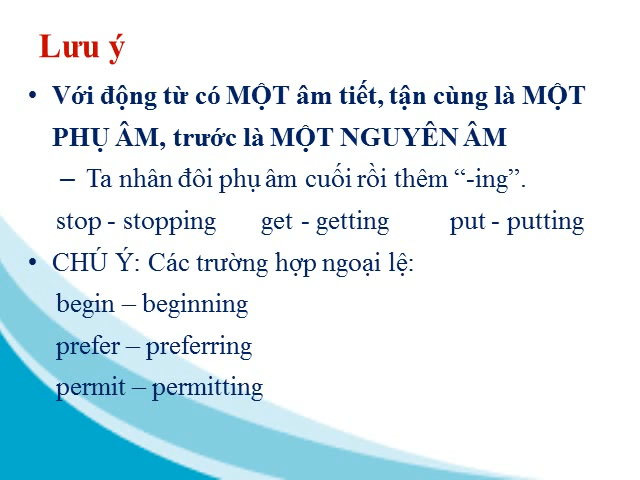 Lưu ý
• Với động từ có MỘT âm tiết, tận cùng là MỘT
PHỤ ÂM, trước là MỘT NGUYÊN ÂM
– Ta nhân đôi phụ âm cuối rồi thêm “-ing”.
stop - stopping get - getting put - putting
• CHÚ Ý: Các trường hợp ngoại lệ:
begin – beginning
prefer – preferring
permit – permitting